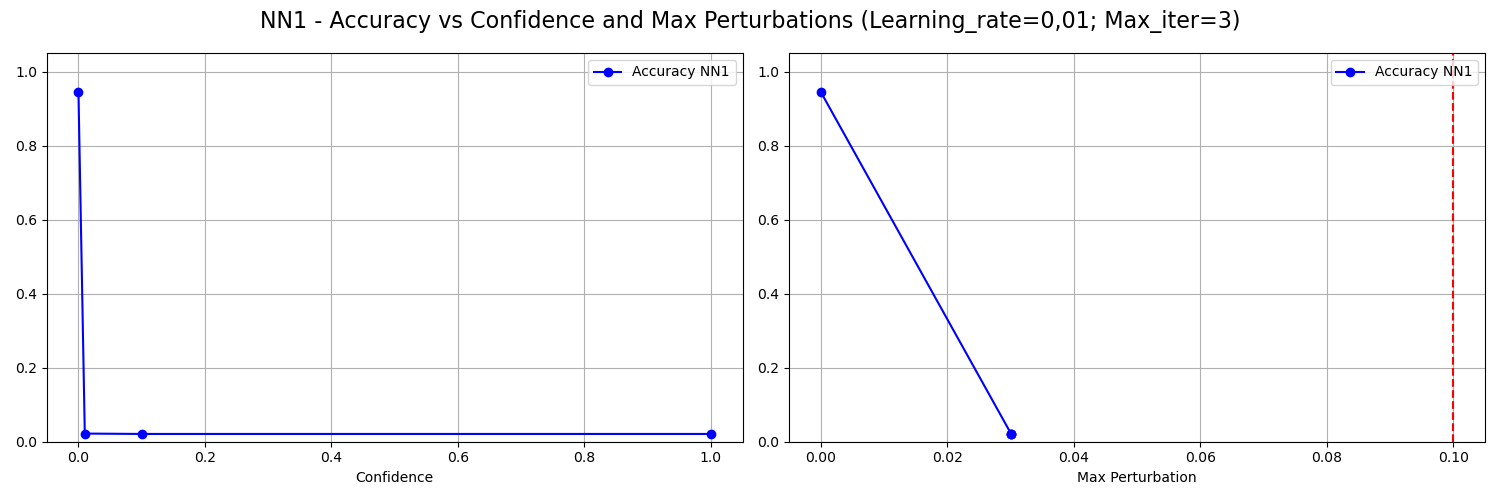 NN1 - Accuracy vs Confidence and Max Perturbations (Learning_rate=0,01; Max_iter=3)
Accuracy NN1
1.0
0.8
0.6
0.4
0.2
0.0
0.0 0.2 0.4 0.6 0.8 1.0
Confidence
Accuracy NN1
1.0
0.8
0.6
0.4
0.2
0.0
0.00 0.02 0.04 0.06 0.08 0.10
Max Perturbation